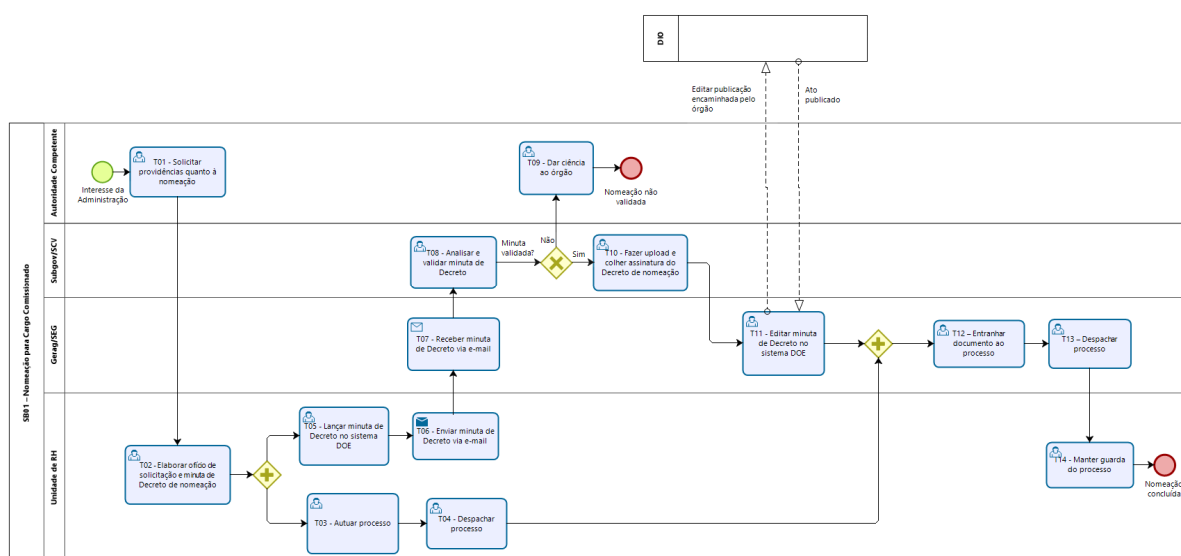 DIO
Editar publicação
encaminhada pelo
órgão
Ato
publicado
SB01 – Nomeação para Cargo Comissionado
Autoridade Competente
Interesse da
Administração
T01 - Solicitar
providências quanto à
nomeação
T09 - Dar ciência
ao órgão
Nomeação não
validada
Subgov/SCV
T08 - Analisar e
validar minuta de
Decreto
Minuta
validada?
Não
Sim
T10 - Fazer upload e
colher assinatura do
Decreto de nomeação
Gerag/SEG
T07 - Receber minuta
de Decreto via e-mail
T11 - Editar minuta
de Decreto no
sistema DOE
T12 – Entranhar
documento ao
processo
T13 – Despachar
processo
Unidade de RH
T02 - Elaborar ofício de
solicitação e minuta de
Decreto de nomeação
T05 - Lançar minuta de
Decreto no sistema
DOE
T06 - Enviar minuta de
Decreto via e-mail
T03 - Autuar processo
T04 - Despachar
processo
T14 - Manter guarda
do processo
Nomeação
concluída